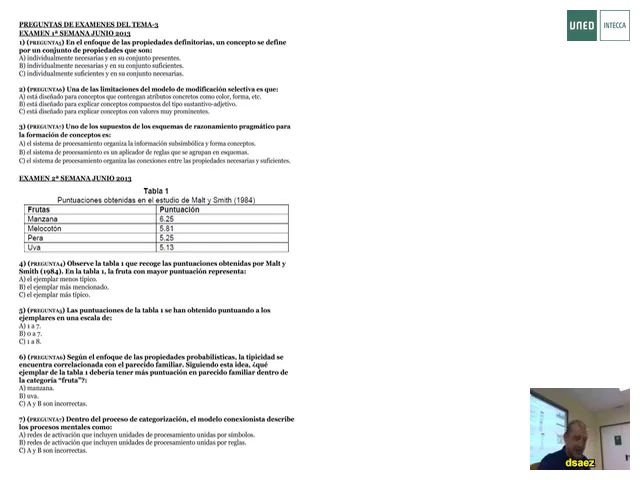 PREGUNTAS DE EXAMENES DEL TEMA-3
EXAMEN 1ª SEMANA JUNIO 2013
1) (PREGUNTA5) En el enfoque de las propiedades definitorias, un concepto se define
por un conjunto de propiedades que son:
A) individualmente necesarias y en su conjunto presentes.
B) individualmente necesarias y en su conjunto suficientes.
C) individualmente suficientes y en su conjunto necesarias.
2) (PREGUNTA6) Una de las limitaciones del modelo de modificación selectiva es que:
A) está diseñado para conceptos que contengan atributos concretos como color, forma, etc.
B) está diseñado para explicar conceptos compuestos del tipo sustantivo-adjetivo.
C) está diseñado para explicar conceptos con valores muy prominentes.
3) (PREGUNTA7) Uno de los supuestos de los esquemas de razonamiento pragmático para
la formación de conceptos es:
A) el sistema de procesamiento organiza la información subsimbólica y forma conceptos.
B) el sistema de procesamiento es un aplicador de reglas que se agrupan en esquemas.
C) el sistema de procesamiento organiza las conexiones entre las propiedades necesarias y suficientes.
EXAMEN 2ª SEMANA JUNIO 2013
Tabla 1
Puntuaciones obtenidas en el estudio de Malt y Smith (1984)
Frutas Puntuación
Manzana 6.25
Melocotón 5.81
Pera 5.25
Uva 5.13
4) (PREGUNTA4) Observe la tabla 1 que recoge las puntuaciones obtenidas por Malt y
Smith (1984). En la tabla 1, la fruta con mayor puntuación representa:
A) el ejemplar menos típico.
B) el ejemplar más mencionado.
C) el ejemplar más típico.
5) (PREGUNTA5) Las puntuaciones de la tabla 1 se han obtenido puntuando a los
ejemplares en una escala de:
A) 1 a 7.
B) 0 a 7.
C) 1 a 8.
6) (PREGUNTA6) Según el enfoque de las propiedades probabilísticas, la tipicidad se
encuentra correlacionada con el parecido familiar. Siguiendo esta idea, ¿qué
ejemplar de la tabla 1 debería tener más puntuación en parecido familiar dentro de
la categoría “fruta”?:
A) manzana.
B) uva.
C) A y B son incorrectas.
7) (PREGUNTA7) Dentro del proceso de categorización, el modelo conexionista describe
los procesos mentales como:
A) redes de activación que incluyen unidades de procesamiento unidas por símbolos.
B) redes de activación que incluyen unidades de procesamiento unidas por reglas.
C) A y B son incorrectas.
UNED INTECCA
dsaez